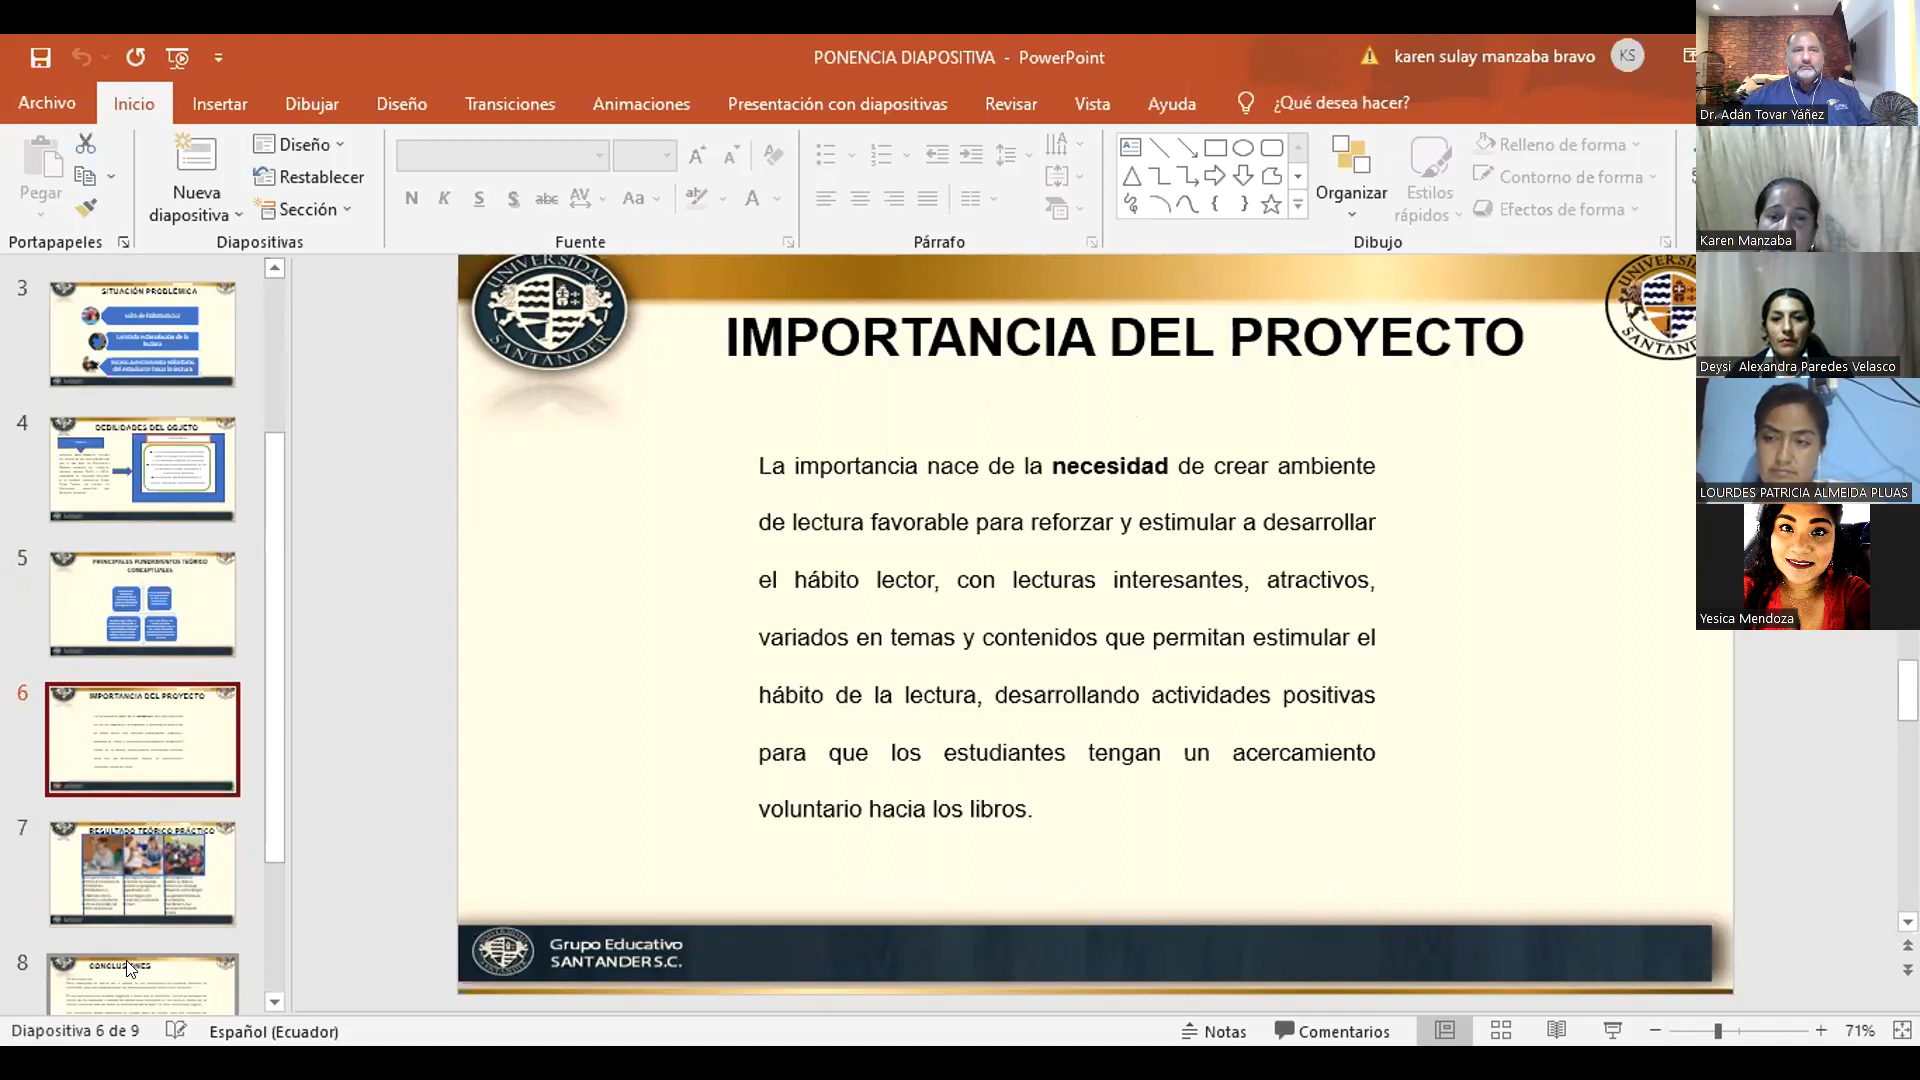 PONENCIA DIAPOSITIVA - PowerPoint
karen sulay manzaba bravo
KS
Archivo
Inicio
Insertar
Dibujar
Diseño
Transiciones
Animaciones
Presentación con diapositivas
Revisar
Vista
Ayuda
¿Qué desea hacer?
Pegar
Nueva
diapositiva
Diseño
Restablecer
Sección
N K S S abc AV Aa A
Organizar
Estilos
rápidos
Relleno de forma
Contorno de forma
Efectos de forma
Portapapeles
Diapositivas
Fuente
Párrafo
Dibujo
3
SITUACIÓN PROBLÉMICA
4
DEBILIDADES DEL OBJETO
5
PRINCIPALES FUNDAMENTOS TEÓRICO
CONCEPTUALES
6
IMPORTANCIA DEL PROYECTO
7
RESULTADO TEÓRICO PRÁCTICO
8
CONCLUSIONES
UNIVERSIDAD
SANTANDER
IMPORTANCIA DEL PROYECTO
La importancia nace de la necesidad de crear ambiente
de lectura favorable para reforzar y estimular a desarrollar
el hábito lector, con lecturas interesantes, atractivos,
variados en temas y contenidos que permitan estimular el
hábito de la lectura, desarrollando actividades positivas
para que los estudiantes tengan un acercamiento
voluntario hacia los libros.
Grupo Educativo
SANTANDER S.C.
Dr. Adán Tovar Yáñez
Karen Manzaba
Deysi Alexandra Paredes Velasco
LOURDES PATRICIA ALMEIDA PLUAS
Yesica Mendoza
Diapositiva 6 de 9
Español (Ecuador)
Notas
Comentarios
71%